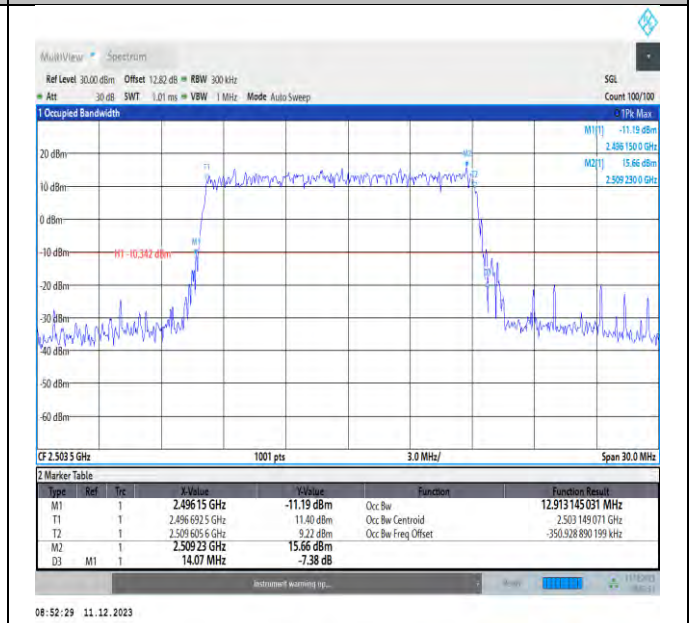 MultiView Spectrum
Ref Level 30.00 dBm Offset 12.82 dB RBW 300 kHz SGL
Att 30 dB SWT 1.01 ms VBW 1 MHz Mode Auto Sweep Count 100/100
1 Occupied Bandwidth 1Pk Max
M1[1] -11.19 dBm
2.496 150 0 GHz
M2[1] 15.66 dBm
2.509 230 0 GHz
20 dBm
M2
T1
T2
10 dBm
0 dBm
M1
-10 dBm H1 -10.342 dBm
-20 dBm
-30 dBm
-40 dBm
-50 dBm
-60 dBm
CF 2.503 5 GHz 1001 pts 3.0 MHz/ Span 30.0 MHz
2 Marker Table
Type Ref Trc X-Value Y-Value Function Function Result
M1 1 2.496 15 GHz -11.19 dBm Occ Bw 12.913 145 031 MHz
T1 1 2.496 692 5 GHz 11.40 dBm Occ Bw Centroid 2.503 149 071 GHz
T2 1 2.509 605 6 GHz 9.22 dBm Occ Bw Freq Offset -350.928 890 199 kHz
M2 1 2.509 23 GHz 15.66 dBm
D3 M1 1 14.07 MHz -7.38 dB
Instrument warming up...
08:52:29 11.12.2023